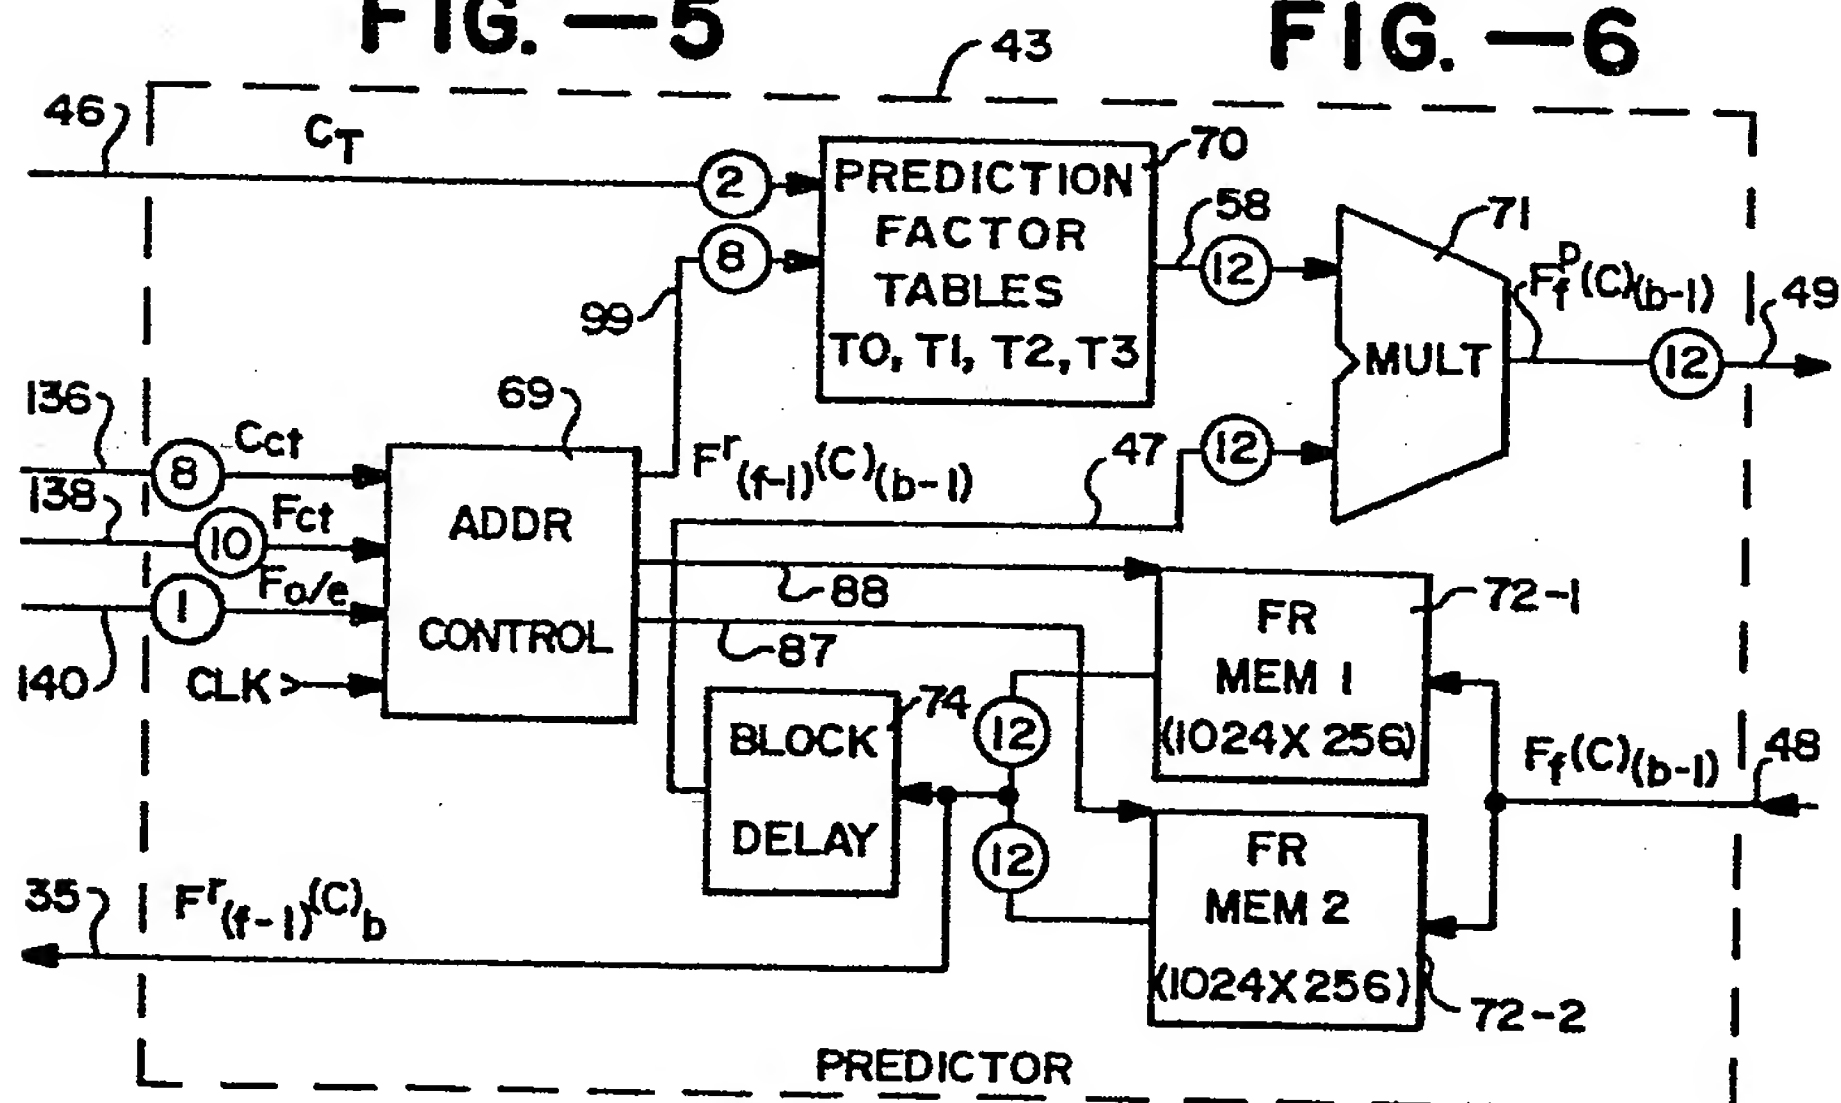 FIG. —5
FIG. —6
43
46
CT
2
PREDICTION
FACTOR
TABLES
T0, T1, T2, T3
70
58
12
71
F^p_f(C)(b-1)
49
8
99
MULT
12
136
Cct
8
69
F^r(f-1)(C)(b-1)
47
12
138
Fct
10
ADDR
CONTROL
Fo/e
1
88
72-1
FR
MEM 1
(1024X 256)
140
CLK >
87
74
BLOCK
DELAY
12
12
Ff(C)(b-1)
48
FR
MEM 2
(1024X256)
35
F^r(f-1)(C)b
72-2
PREDICTOR